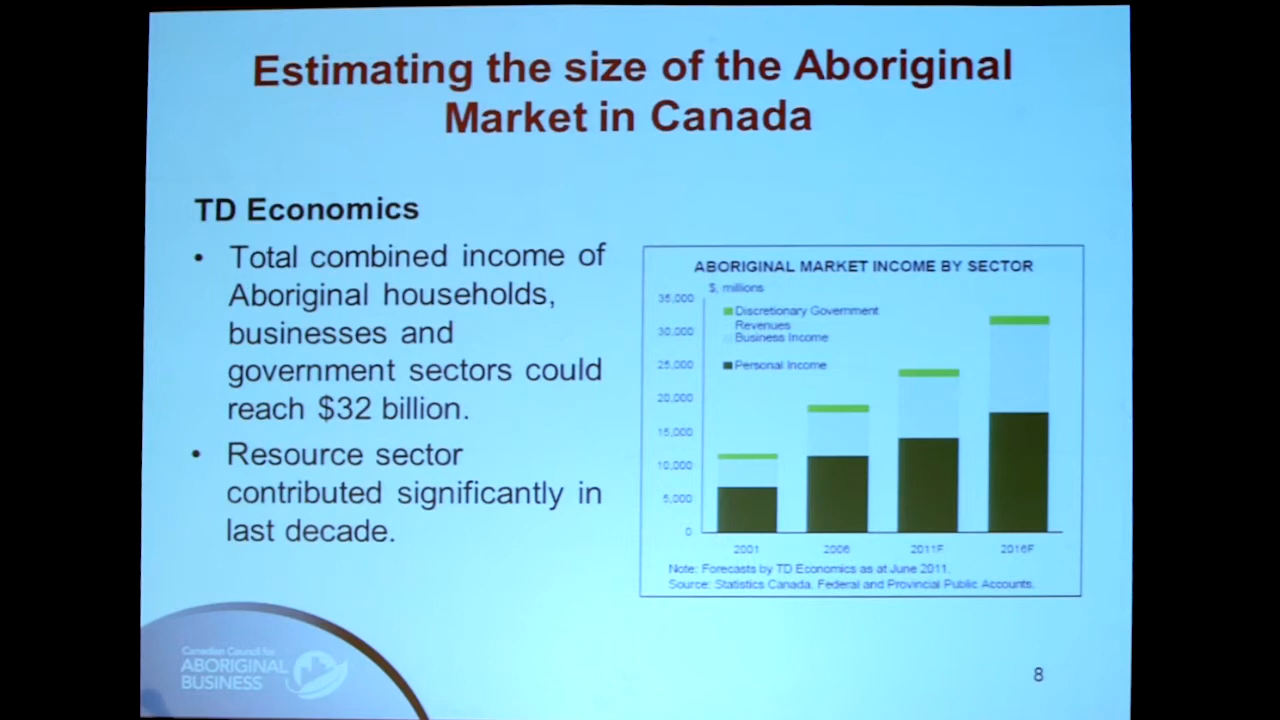 Estimating the size of the Aboriginal
Market in Canada
TD Economics
• Total combined income of
Aboriginal households,
businesses and
government sectors could
reach $32 billion.
• Resource sector
contributed significantly in
last decade.
ABORIGINAL MARKET INCOME BY SECTOR
$, millions
35,000
30,000
25,000
20,000
15,000
10,000
5,000
0
Discretionary Government
Revenues
Business Income
Personal Income
2001 2006 2011F 2016F
Note: Forecasts by TD Economics as at June 2011.
Source: Statistics Canada, Federal and Provincial Public Accounts.
Canadian Council for
ABORIGINAL
BUSINESS
8